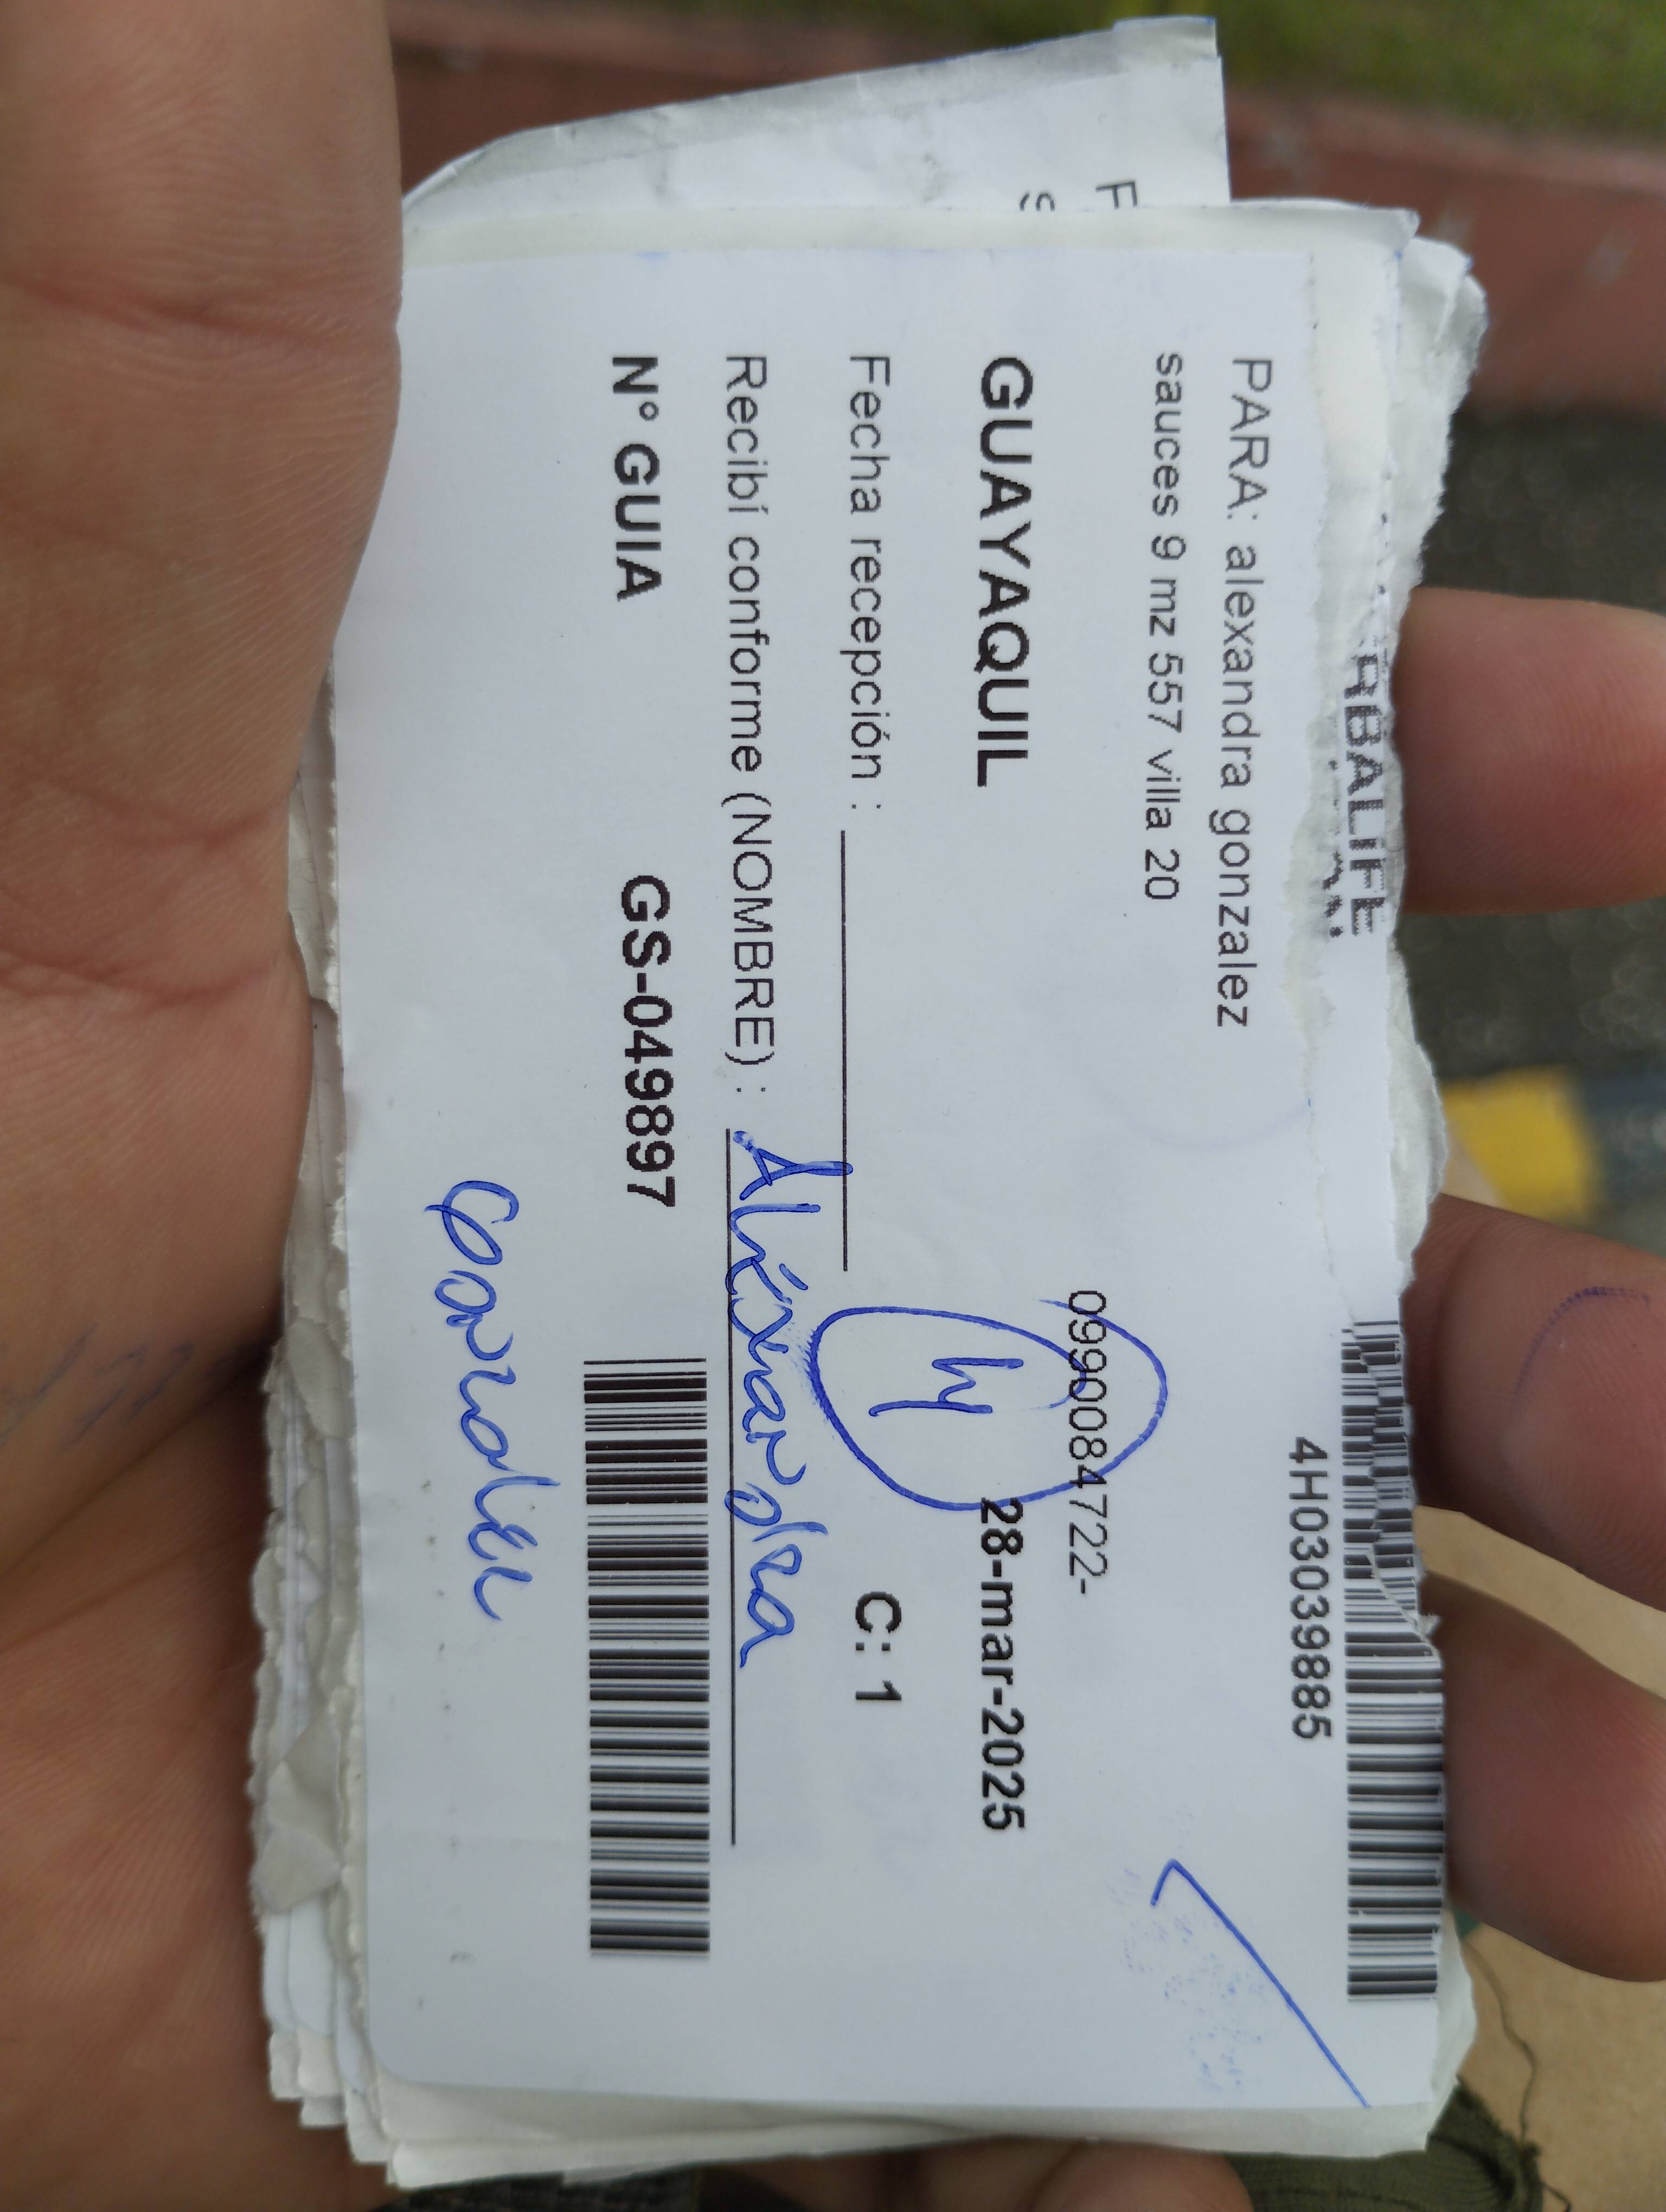 F
S
RBALIFE
4H03039885
PARA: alexandra gonzalez
sauces 9 mz 557 villa 20
0990084722-
GUAYAQUIL 28-mar-2025
Fecha recepción : C: 1
Recibí conforme (NOMBRE) : Alexandra
N° GUIA GS-049897
Gonzalez